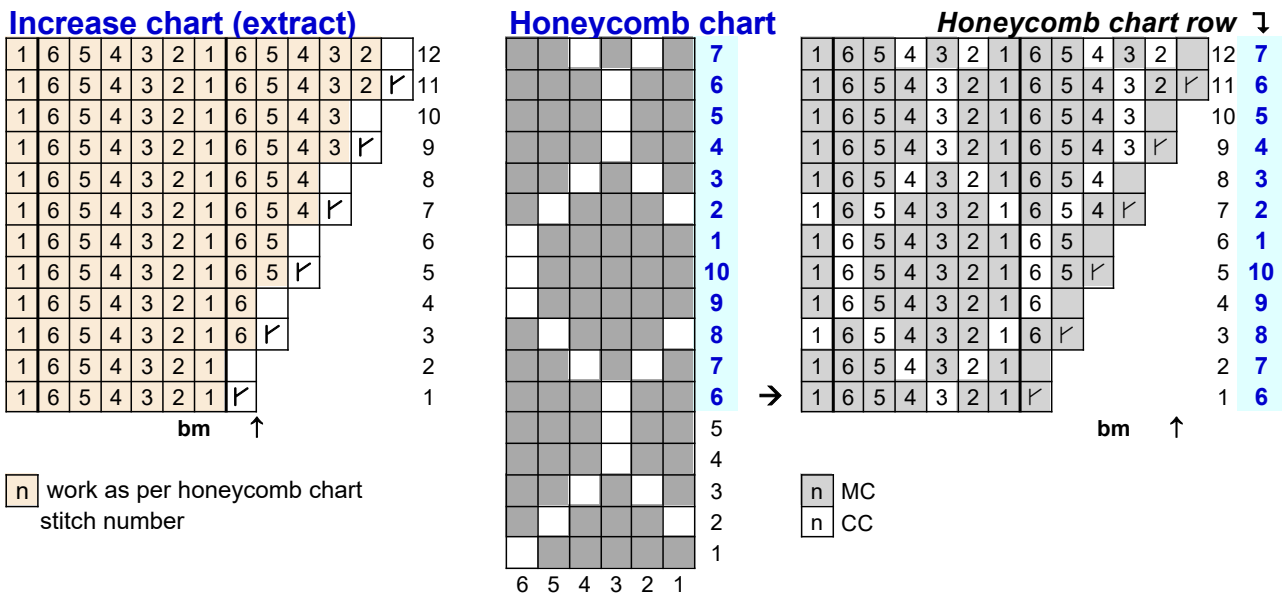 Increase chart (extract) Honeycomb chart Honeycomb chart row ↴
1 6 5 4 3 2 1 6 5 4 3 2 12 7 1 6 5 4 3 2 1 6 5 4 3 2 12 7
1 6 5 4 3 2 1 6 5 4 3 2 11 6 1 6 5 4 3 2 1 6 5 4 3 2 11 6
1 6 5 4 3 2 1 6 5 4 3 10 5 1 6 5 4 3 2 1 6 5 4 3 10 5
1 6 5 4 3 2 1 6 5 4 3 9 4 1 6 5 4 3 2 1 6 5 4 3 9 4
1 6 5 4 3 2 1 6 5 4 8 3 1 6 5 4 3 2 1 6 5 4 8 3
1 6 5 4 3 2 1 6 5 4 7 2 1 6 5 4 3 2 1 6 5 4 7 2
1 6 5 4 3 2 1 6 5 6 1 1 6 5 4 3 2 1 6 5 6 1
1 6 5 4 3 2 1 6 5 5 10 1 6 5 4 3 2 1 6 5 5 10
1 6 5 4 3 2 1 6 4 9 1 6 5 4 3 2 1 6 4 9
1 6 5 4 3 2 1 6 3 8 1 6 5 4 3 2 1 6 3 8
1 6 5 4 3 2 1 2 7 1 6 5 4 3 2 1 2 7
1 6 5 4 3 2 1 1 6 → 1 6 5 4 3 2 1 1 6
bm ↑ 5 bm ↑
4
n work as per honeycomb chart 3 n MC
stitch number 2 n CC
1
6 5 4 3 2 1